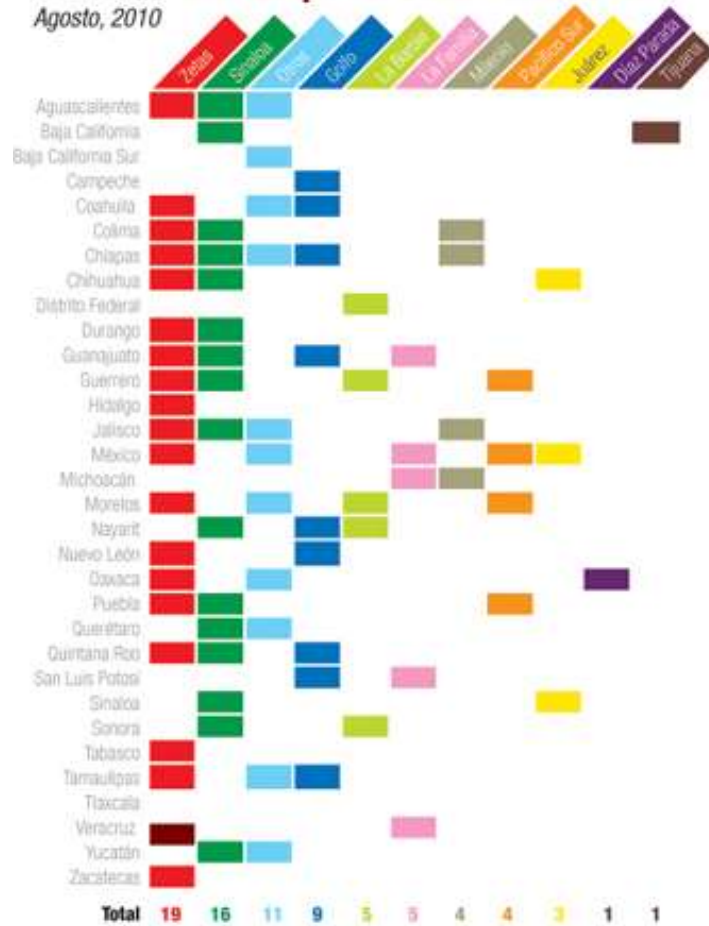 Agosto, 2010
Zetas
Sinaloa
Otros
Golfo
La Barbie
La Familia
Milenio
Pacífico Sur
Juárez
Díaz Parada
Tijuana
Aguascalientes
Baja California
Baja California Sur
Campeche
Coahuila
Colima
Chiapas
Chihuahua
Distrito Federal
Durango
Guanajuato
Guerrero
Hidalgo
Jalisco
México
Michoacán
Morelos
Nayarit
Nuevo León
Oaxaca
Puebla
Querétaro
Quintana Roo
San Luis Potosí
Sinaloa
Sonora
Tabasco
Tamaulipas
Tlaxcala
Veracruz
Yucatán
Zacatecas
Total 19 16 11 9 5 5 4 4 3 1 1